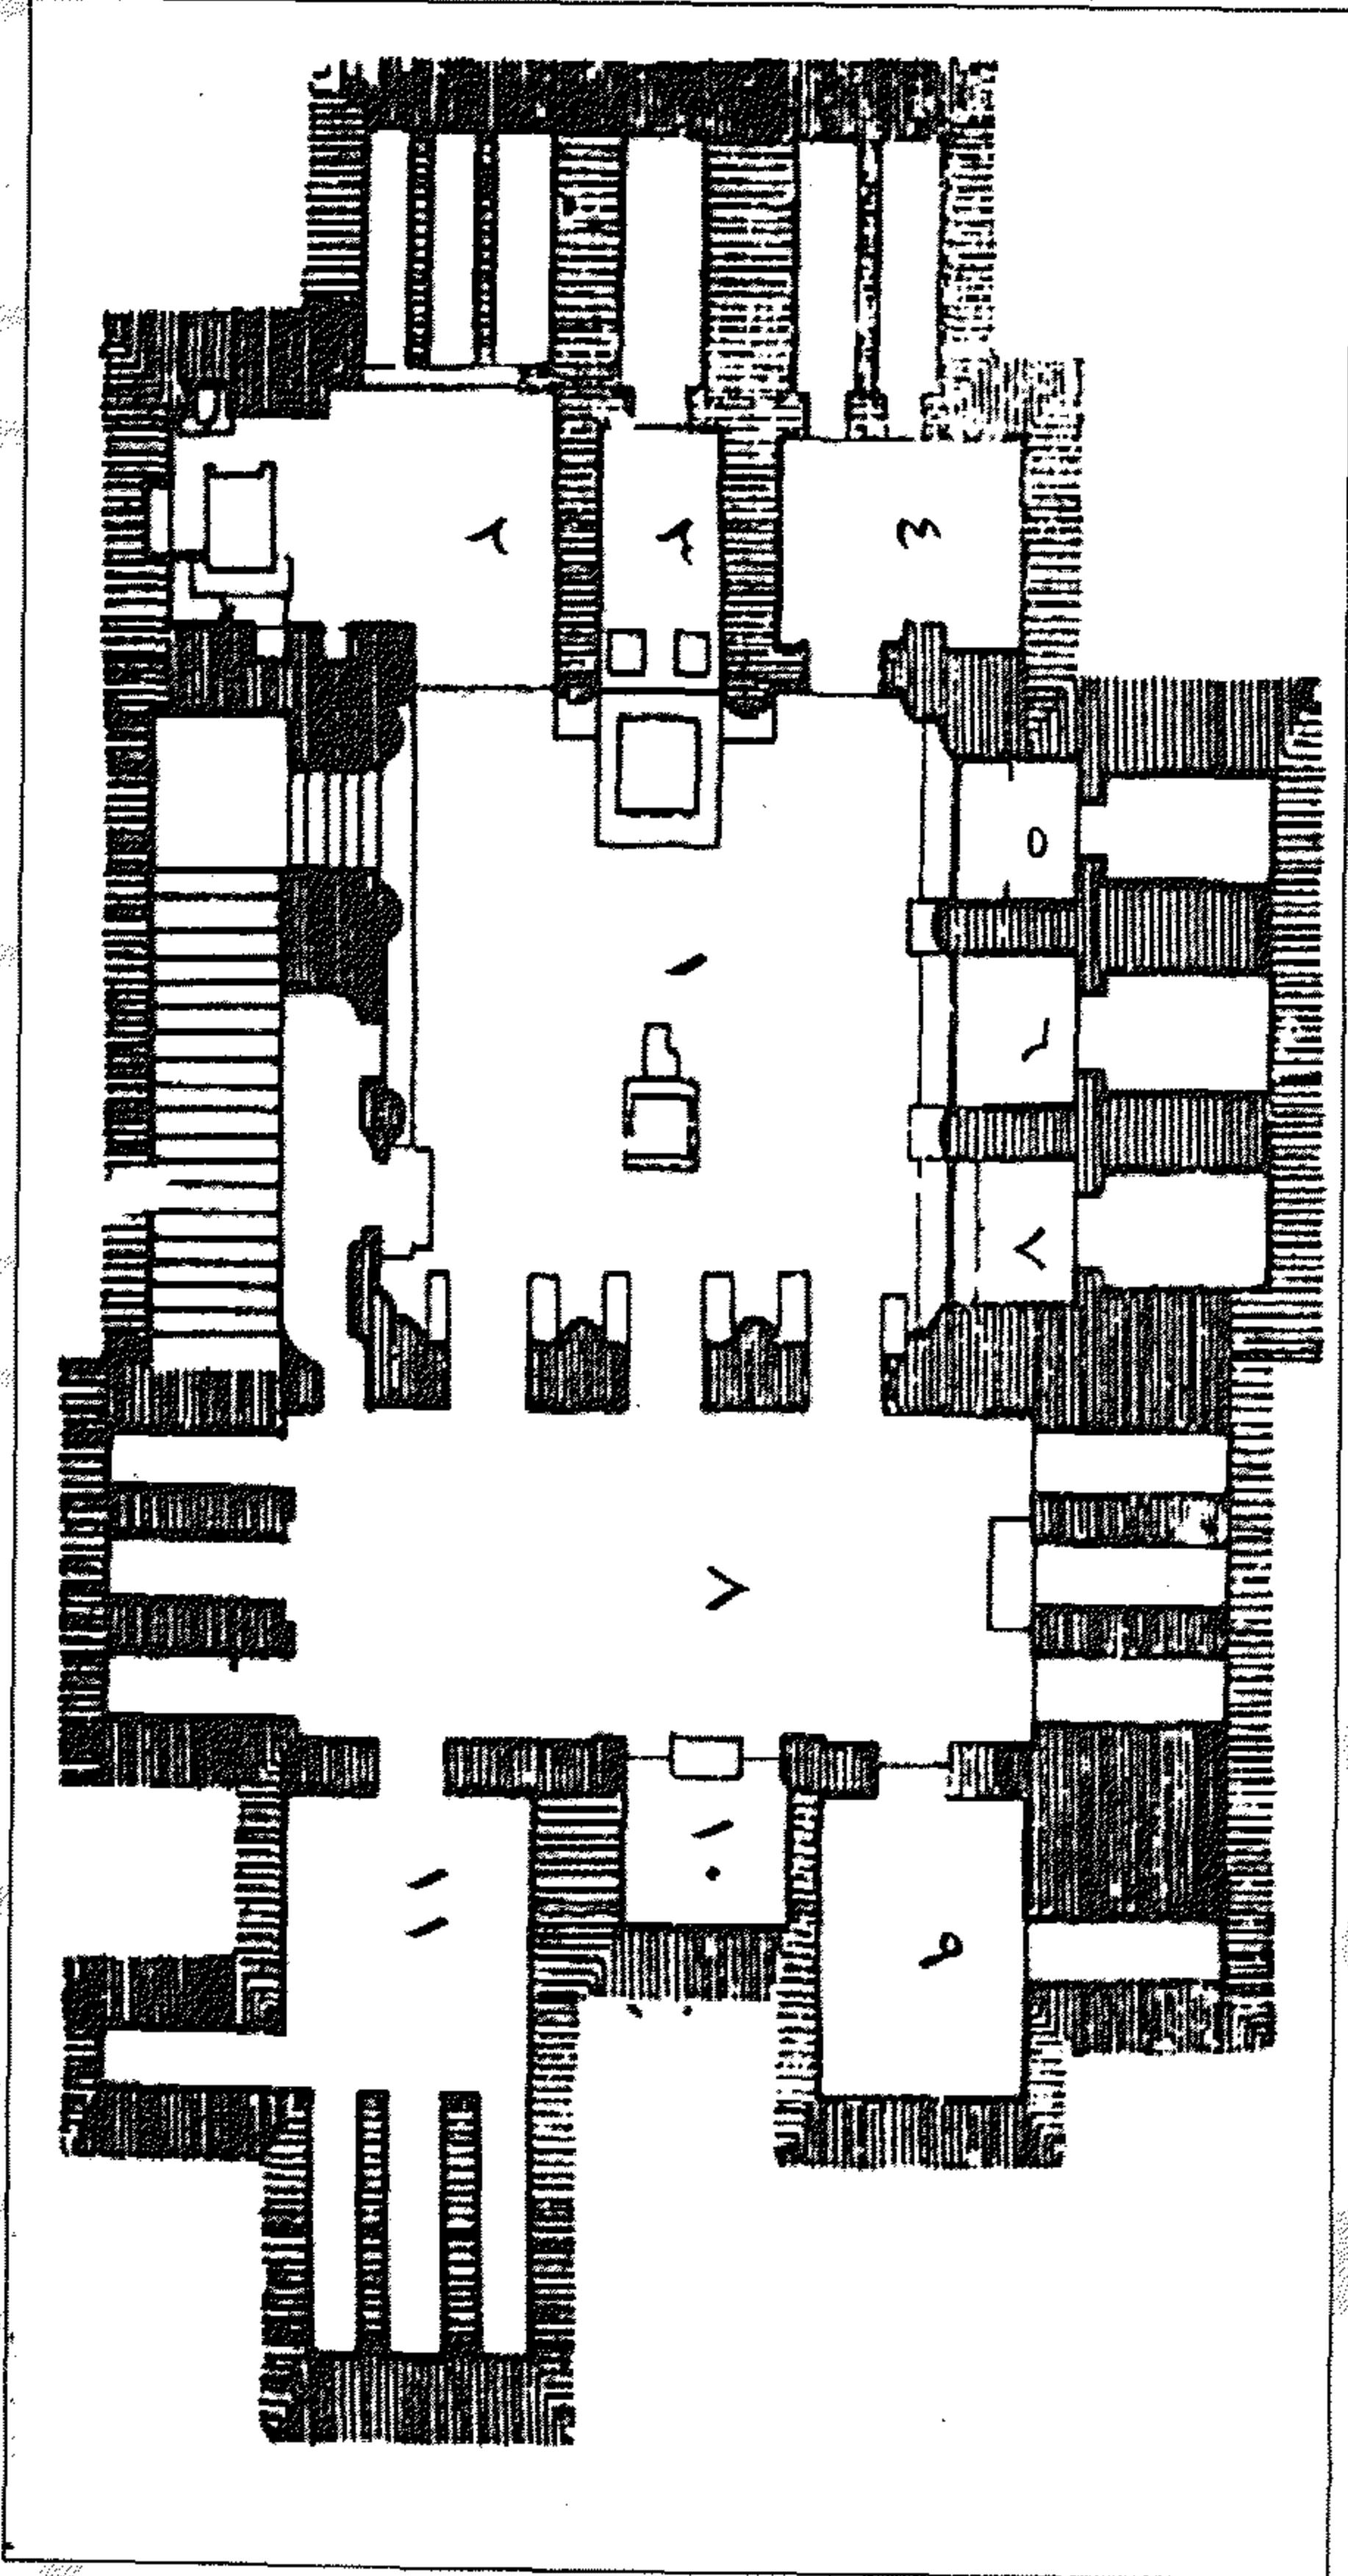 ٥ ٦ ٧
٤ ٩
٣ ١ ٨ ١٠
٢ ١١